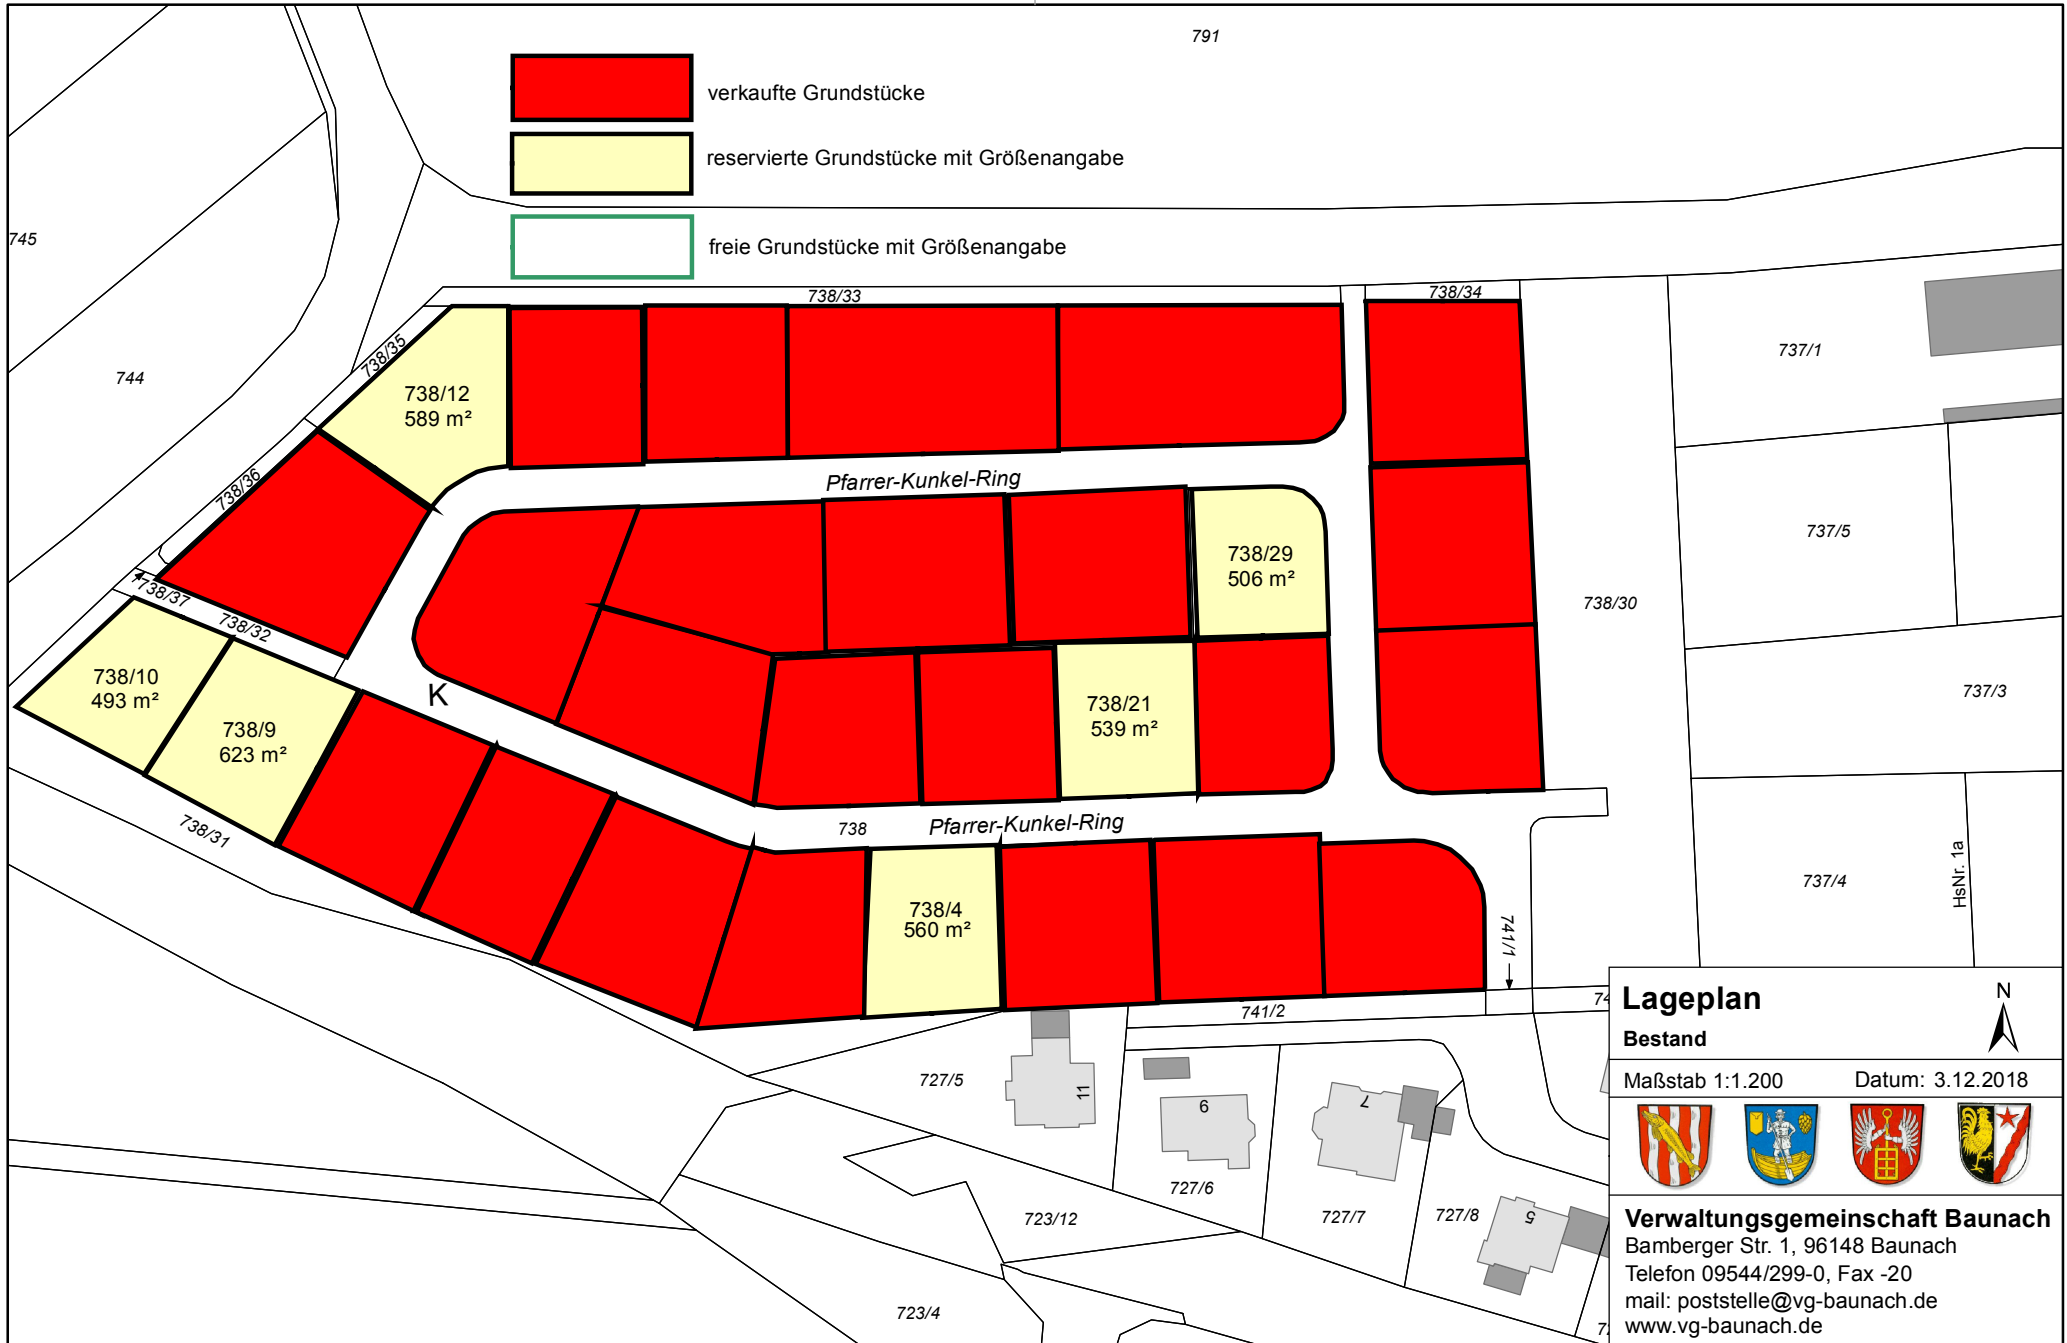 791
verkaufte Grundstücke
reservierte Grundstücke mit Größenangabe
freie Grundstücke mit Größenangabe
745
744
738/33
738/34
738/35
738/36
738/37
738/32
738/12
589 m²
737/1
Pfarrer-Kunkel-Ring
738/29
506 m²
737/5
738/30
738/10
493 m²
738/9
623 m²
K
738/21
539 m²
737/3
738/31
738
Pfarrer-Kunkel-Ring
738/4
560 m²
737/4
HsNr. 1a
741/1
741/2
74
727/5
11
9
7
5
727/6
727/7
727/8
723/12
723/4
Lageplan
N
Bestand
Maßstab 1:1.200
Datum: 3.12.2018
Verwaltungsgemeinschaft Baunach
Bamberger Str. 1, 96148 Baunach
Telefon 09544/299-0, Fax -20
mail: poststelle@vg-baunach.de
www.vg-baunach.de